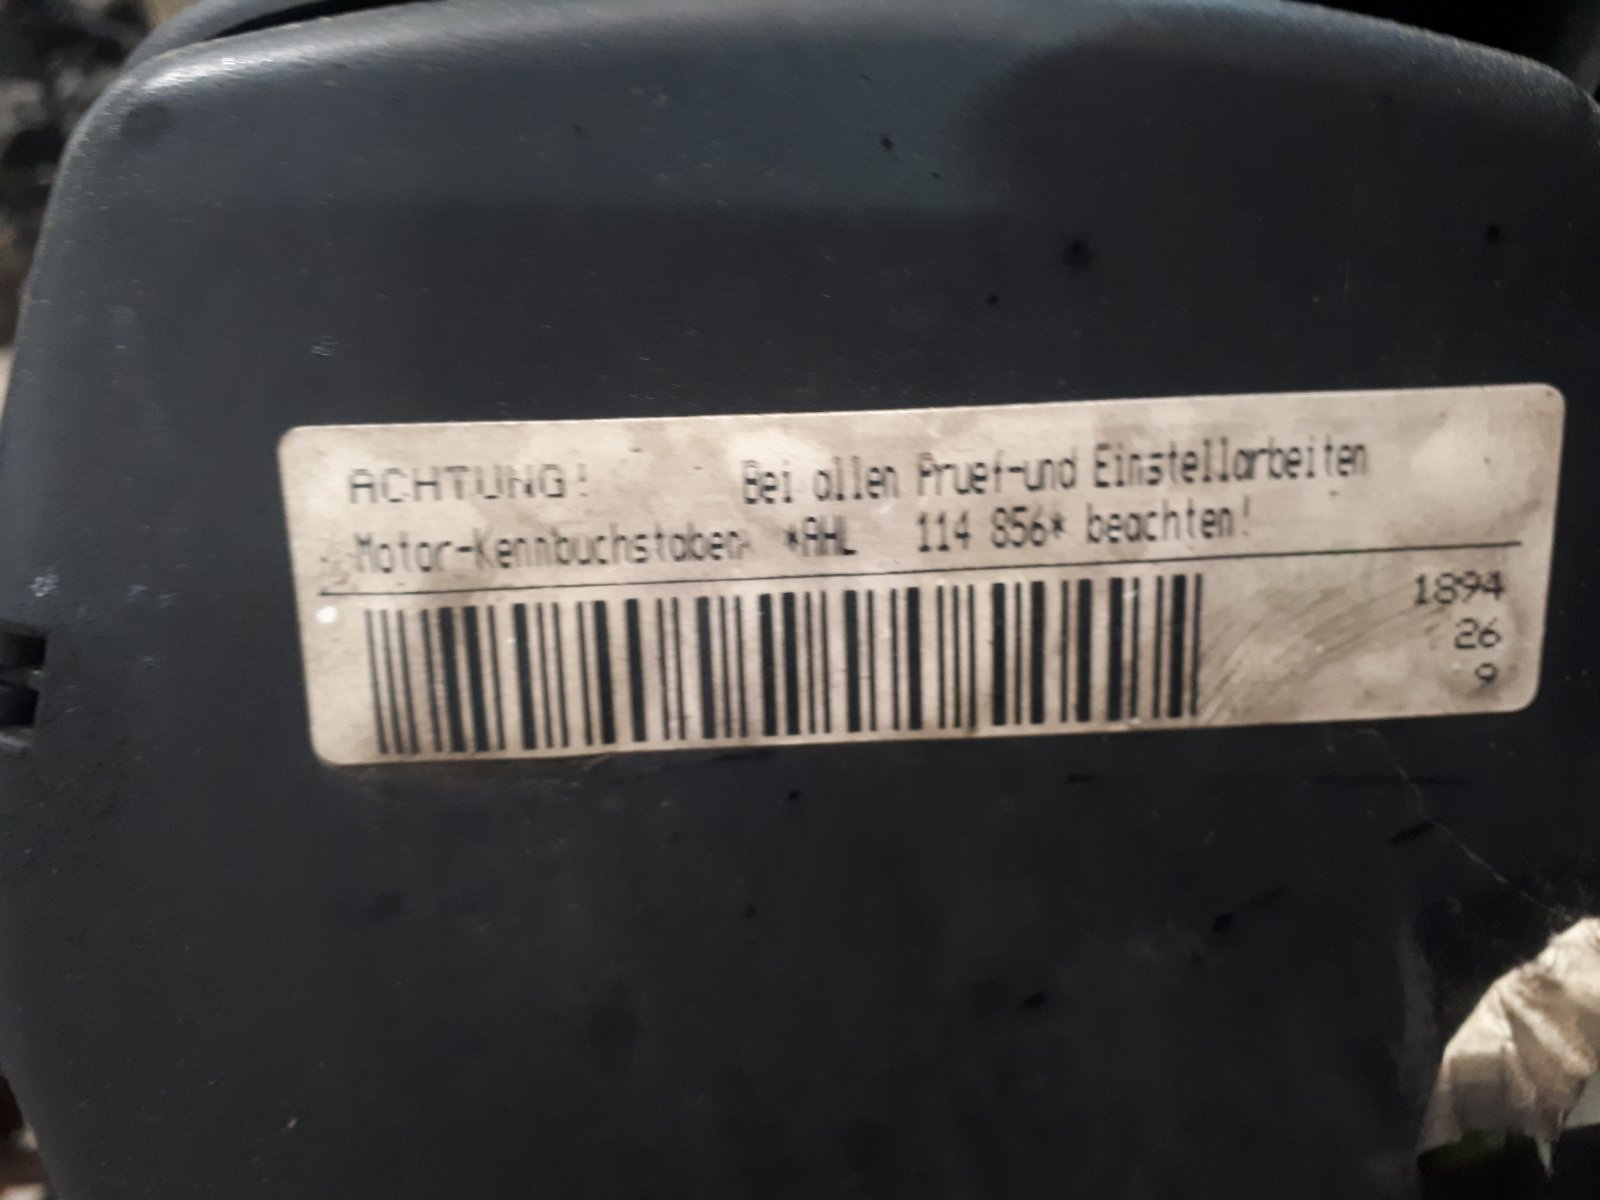 ACHTUNG! Bei allen Pruef-und Einstellarbeiten
Motor-Kennbuchstaben *AHL 114 856* beachten!
1894
26
9